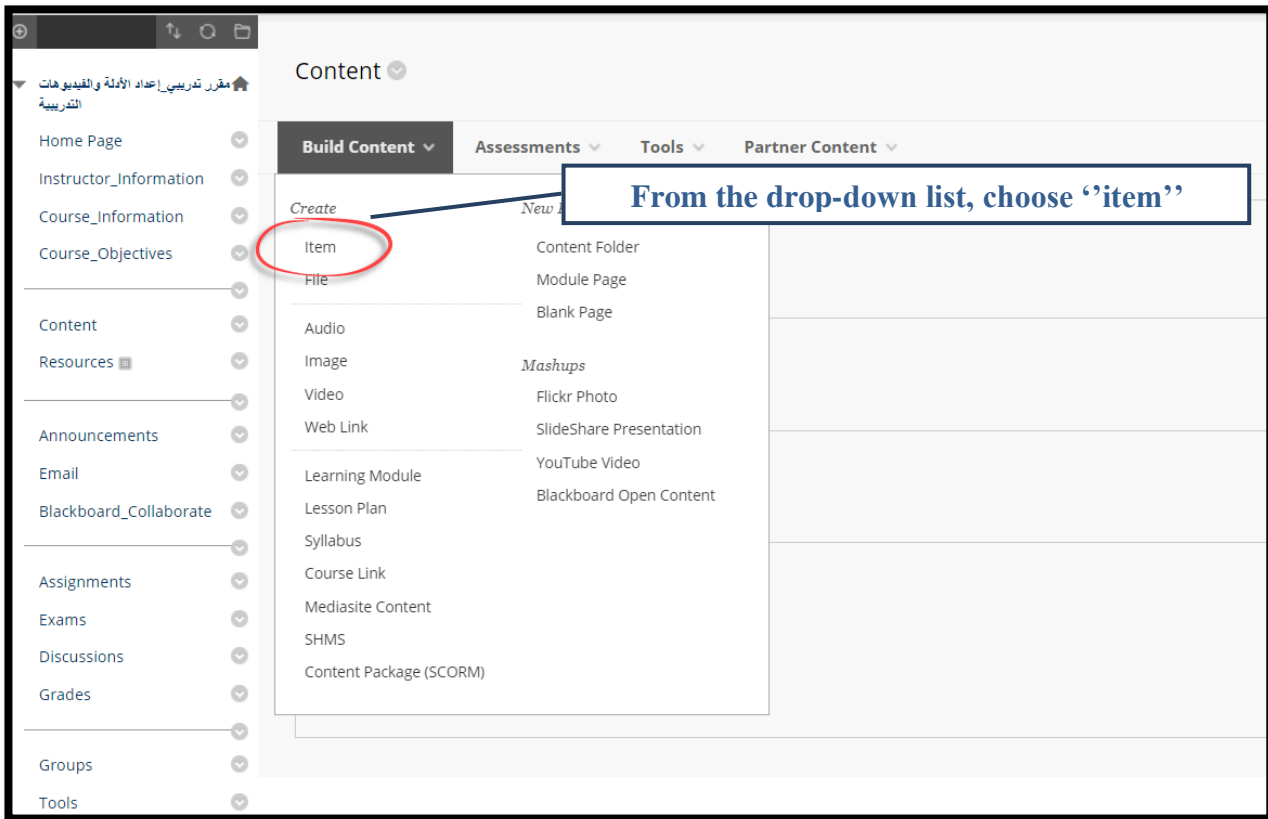 مقرر تدريبي_إعداد الأدلة والفيديوهات
التدريبية
Home Page
Instructor_Information
Course_Information
Course_Objectives
Content
Resources
Announcements
Email
Blackboard_Collaborate
Assignments
Exams
Discussions
Grades
Groups
Tools
Content
Build Content Assessments Tools Partner Content
From the drop-down list, choose ‘’item’’
Create
Item
File
Audio
Image
Video
Web Link
Learning Module
Lesson Plan
Syllabus
Course Link
Mediasite Content
SHMS
Content Package (SCORM)
New
Content Folder
Module Page
Blank Page
Mashups
Flickr Photo
SlideShare Presentation
YouTube Video
Blackboard Open Content